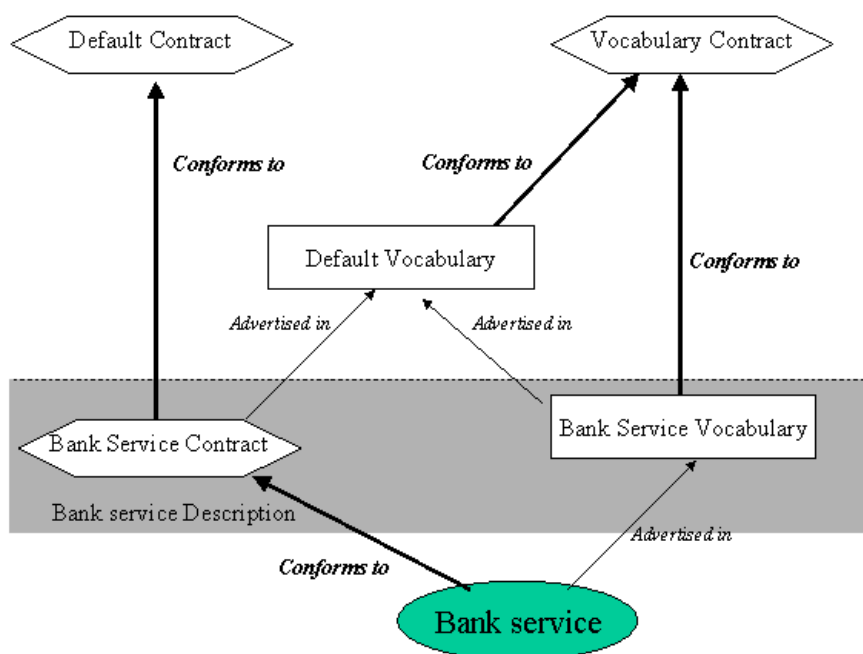 Default Contract
Vocabulary Contract
Conforms to
Conforms to
Default Vocabulary
Conforms to
Advertised in
Advertised in
Bank Service Contract
Bank Service Vocabulary
Bank service Description
Advertised in
Conforms to
Bank service